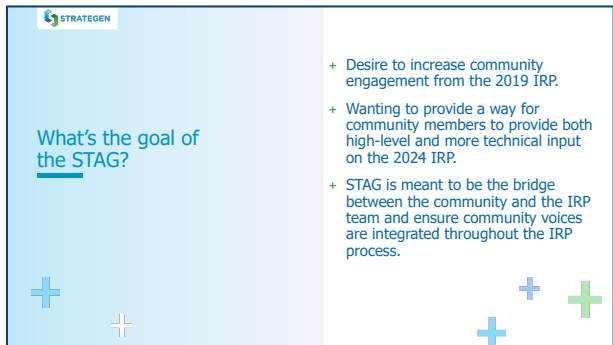 STRATEGEN
What's the goal of
the STAG?
+ Desire to increase community
engagement from the 2019 IRP.
+ Wanting to provide a way for
community members to provide both
high-level and more technical input
on the 2024 IRP.
+ STAG is meant to be the bridge
between the community and the IRP
team and ensure community voices
are integrated throughout the IRP
process.